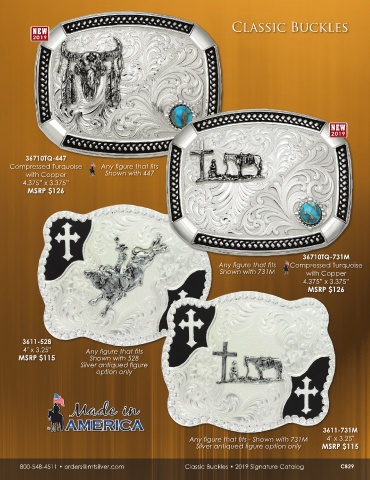 Classic Buckles
NEW
2019
NEW
2019
36710TQ-447
Compressed Turquoise
with Copper
4.375" x 3.375"
MSRP $126
Any figure that fits
Shown with 447
Any figure that fits
Shown with 731M
36710TQ-731M
Compressed Turquoise
with Copper
4.375" x 3.375"
MSRP $126
3611-528
4" x 3.25"
MSRP $115
Any figure that fits
Shown with 528
Silver antiqued figure
option only
Made in
AMERICA
Any figure that fits - Shown with 731M
Silver antiqued figure option only
3611-731M
4" x 3.25"
MSRP $115
800-548-4511 • orders@mtsilver.com
Classic Buckles • 2019 Signature Catalog
CB29